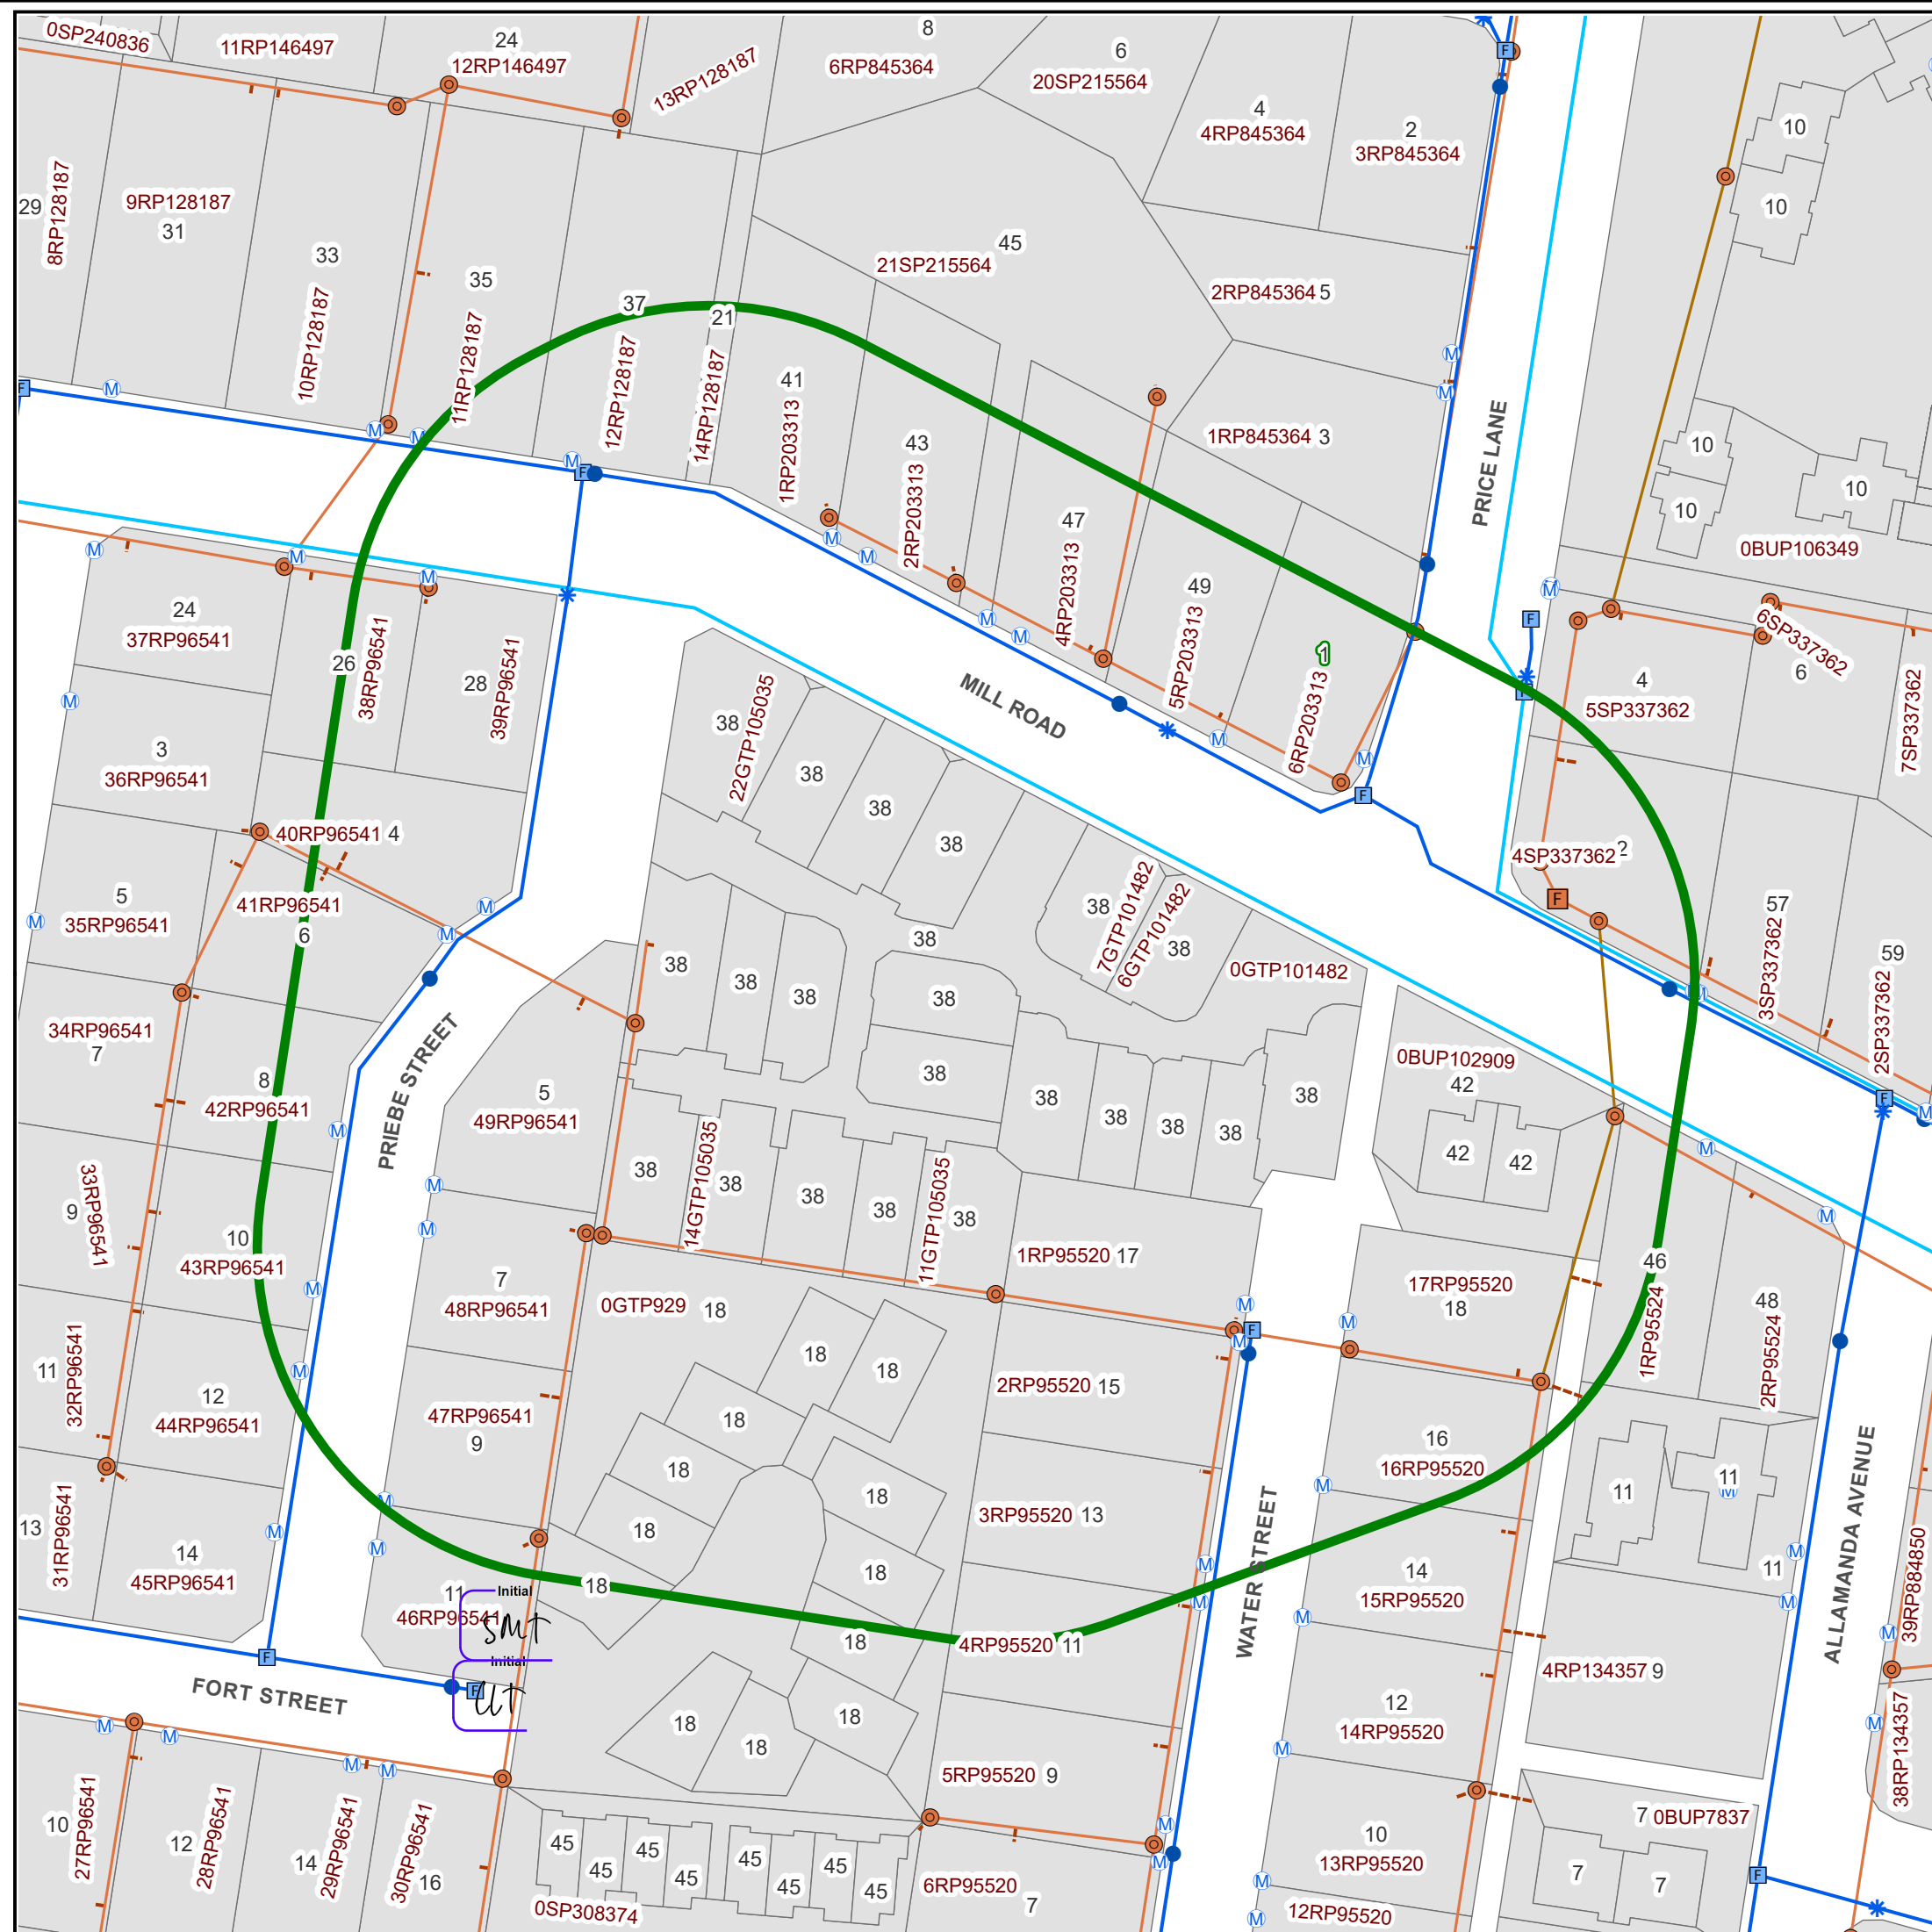 0SP240836
11RP146497
24
12RP146497
13RP128187
8
6RP845364
6
20SP215564
4
4RP845364
2
3RP845364
10
10
29
8RP128187
9RP128187
31
33
10RP128187
35
11RP128187
37
12RP128187
21
14RP128187
45
21SP215564
2RP845364 5
41
1RP203313
43
2RP203313
47
4RP203313
1RP845364 3
49
5RP203313
1
6RP203313
PRICE LANE
10
10
10
0BUP106349
6SP337362
6
4
5SP337362
7SP337362
4SP337362 2
57
3SP337362
59
2SP337362
24
37RP96541
26
38RP96541
28
39RP96541
3
36RP96541
40RP96541 4
5
35RP96541
41RP96541
6
34RP96541
7
8
42RP96541
9
33RP96541
10
43RP96541
11
32RP96541
12
44RP96541
13
31RP96541
14
45RP96541
MILL ROAD
38
22GTP105035
38
38
38
38
7GTP101482
6GTP101482
38
0GTP101482
38
38
38
38
38
38
38
38
38
38
38
38
0BUP102909
42
42
42
PRIEBE STREET
5
49RP96541
38
14GTP105035
38
38
38
11GTP105035
38
1RP95520 17
7
48RP96541
0GTP929 18
17RP95520
18
46
1RP95524
48
2RP95524
47RP96541
9
18
18
18
18
18
18
18
18
18
18
18
18
2RP95520 15
3RP95520 13
4RP95520 11
5RP95520 9
6RP95520
7
WATER STREET
16
16RP95520
14
15RP95520
12
14RP95520
10
13RP95520
12RP95520
11
11
11
4RP134357 9
7 0BUP7837
7
7
ALLAMANDA AVENUE
39RP884850
38RP134357
11
46RP96541
Initial
SMT
Initial
FORT STREET
10
27RP96541
12
28RP96541
14
29RP96541
30RP96541
16
45
45
45
45
45
45
45
45
0SP308374